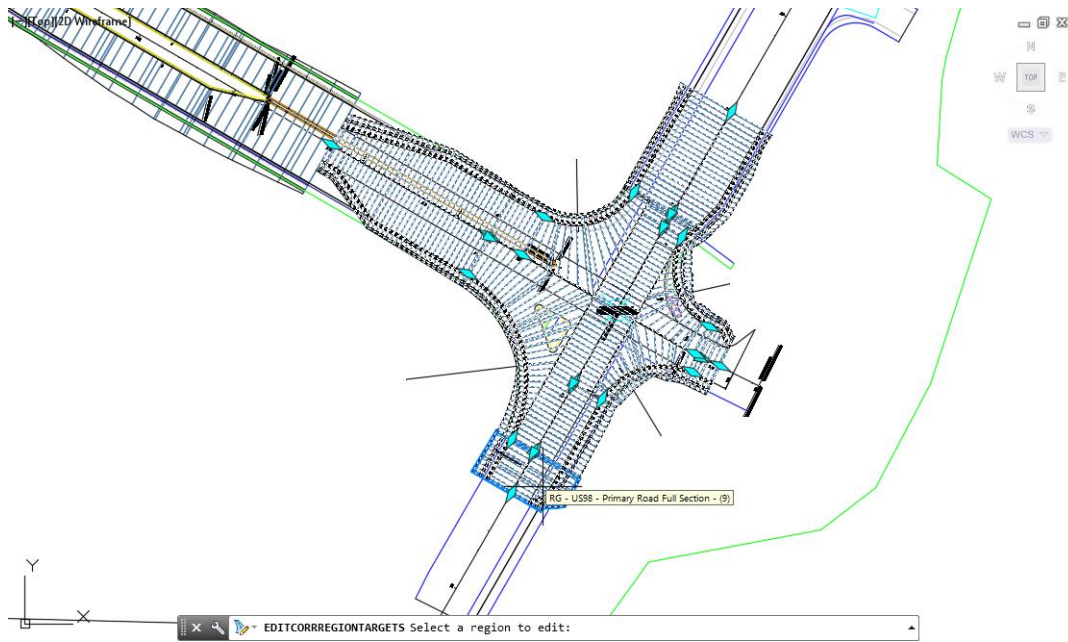 [-][Top][2D Wireframe]
N
W
TOP
E
S
WCS
RG - US98 - Primary Road Full Section - (9)
Y
X
EDITCORRREGIONTARGETS Select a region to edit: